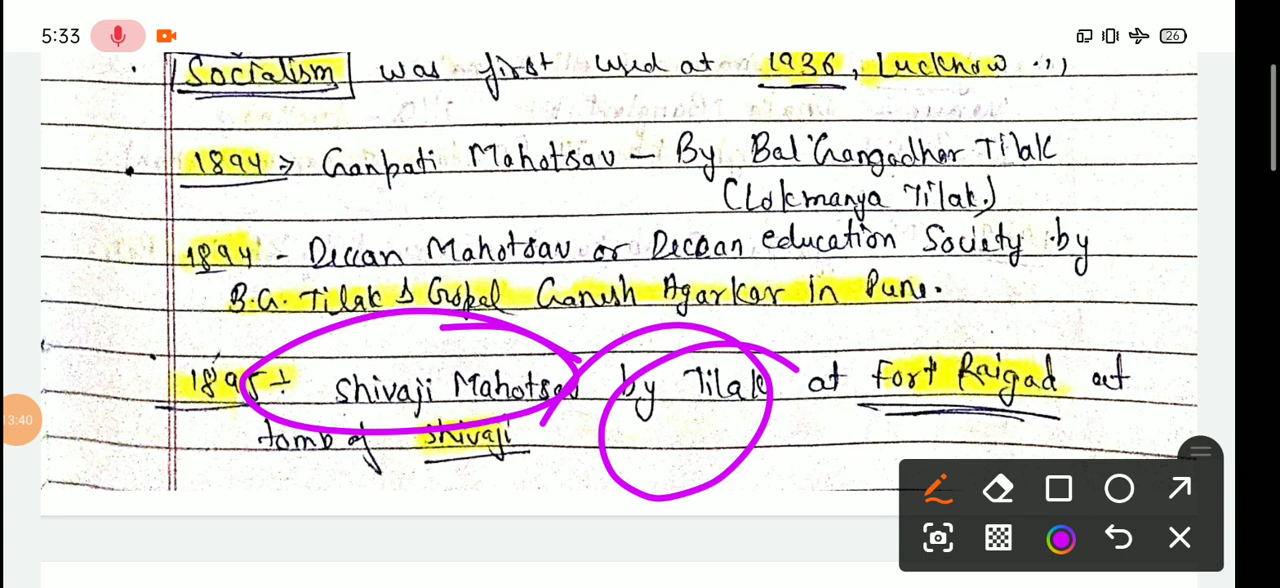 5:33
26
Socialism was first used at 1936, Lucknow
1894 => Ganpati Mahotsav - By Bal Gangadhar Tilak
(Lokmanya Tilak)
1894 - Deccan Mahotsav or Deccan education Society by
B.G. Tilak & Gopal Ganesh Agarkar in Pune.
1895 Shivaji Mahotsav by Tilak at Fort Raigad at
13:40
tomb of Shivaji